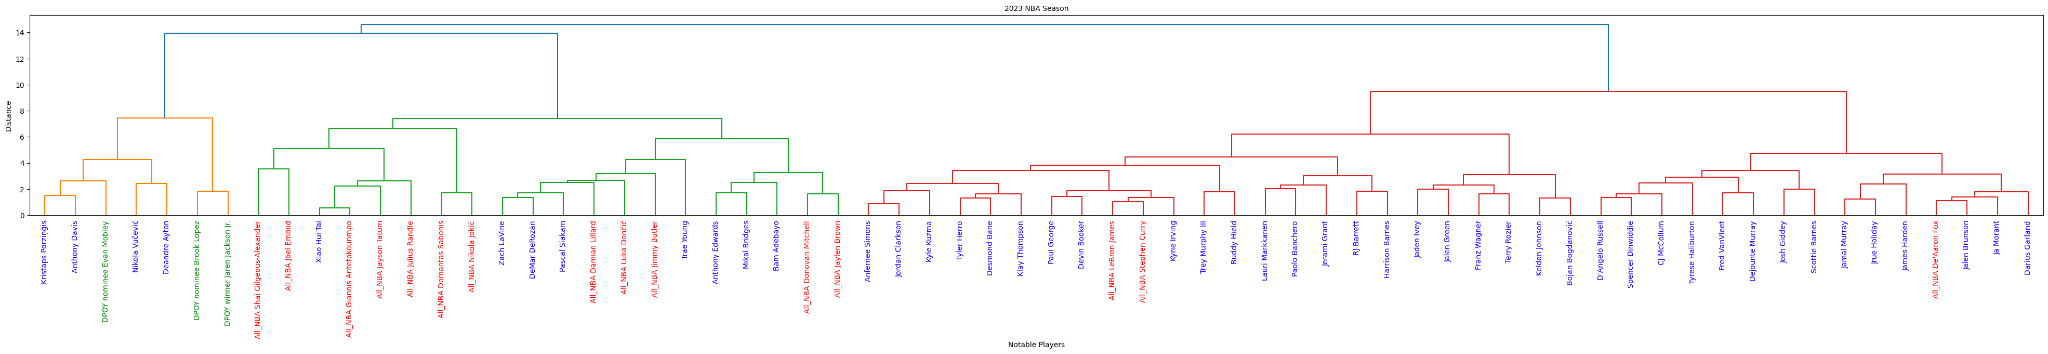 2023 NBA Season
Distance
14
12
10
8
6
4
2
0
Kristaps Porzingis
Anthony Davis
DPOY nominee Evan Mobley
Nikola Vučević
Deandre Ayton
DPOY nominee Brook Lopez
DPOY winner Jaren Jackson Jr.
All_NBA Shai Gilgeous-Alexander
All_NBA Joel Embiid
Xiao Hui Tai
All_NBA Giannis Antetokounmpo
All_NBA Jayson Tatum
All_NBA Julius Randle
All_NBA Domantas Sabonis
All_NBA Nikola Jokić
Zach LaVine
DeMar DeRozan
Pascal Siakam
All_NBA Damian Lillard
All_NBA Luka Dončić
All_NBA Jimmy Butler
Trae Young
Anthony Edwards
Mikal Bridges
Bam Adebayo
All_NBA Donovan Mitchell
All_NBA Jaylen Brown
Anfernee Simons
Jordan Clarkson
Kyle Kuzma
Tyler Herro
Desmond Bane
Klay Thompson
Paul George
Devin Booker
All_NBA LeBron James
All_NBA Stephen Curry
Kyrie Irving
Trey Murphy III
Buddy Hield
Lauri Markkanen
Paolo Banchero
Jerami Grant
RJ Barrett
Harrison Barnes
Jaden Ivey
Jalen Green
Franz Wagner
Terry Rozier
Keldon Johnson
Bojan Bogdanović
D'Angelo Russell
Spencer Dinwiddie
CJ McCollum
Tyrese Haliburton
Fred VanVleet
Dejounte Murray
Josh Giddey
Scottie Barnes
Jamal Murray
Jrue Holiday
James Harden
All_NBA De'Aaron Fox
Jalen Brunson
Ja Morant
Darius Garland
Notable Players